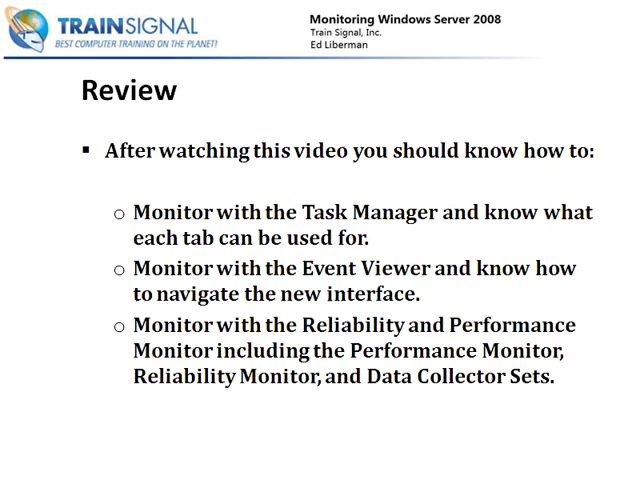 TRAINSIGNAL
BEST COMPUTER TRAINING ON THE PLANET!
Monitoring Windows Server 2008
Train Signal, Inc.
Ed Liberman
Review
▪ After watching this video you should know how to:
o Monitor with the Task Manager and know what
each tab can be used for.
o Monitor with the Event Viewer and know how
to navigate the new interface.
o Monitor with the Reliability and Performance
Monitor including the Performance Monitor,
Reliability Monitor, and Data Collector Sets.